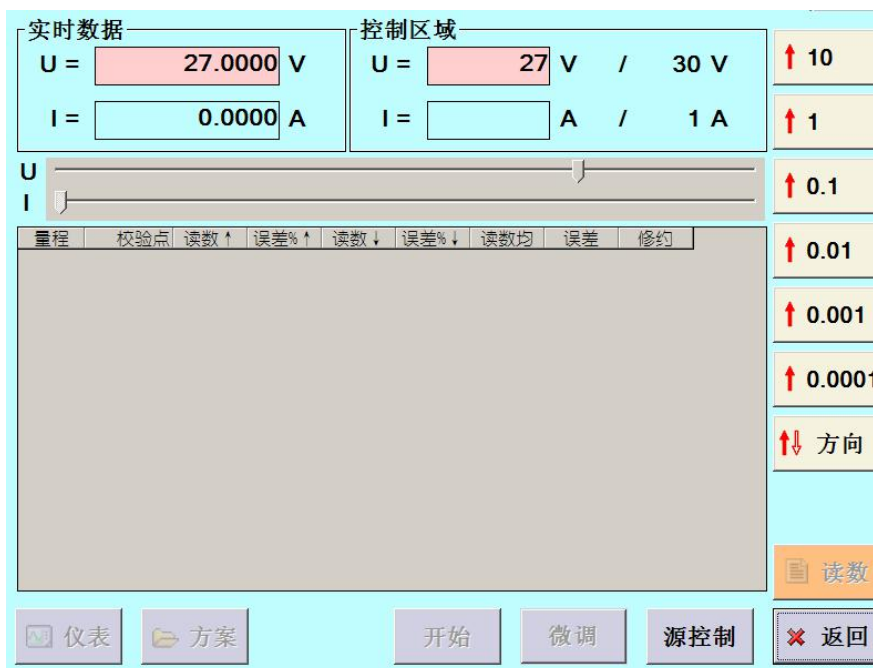 实时数据
U = 27.0000 V
I = 0.0000 A
控制区域
U = 27 V / 30 V
I = A / 1 A
U
I
量程 校验点 读数↑ 误差%↑ 读数↓ 误差%↓ 读数均 误差 修约
↑ 10
↑ 1
↑ 0.1
↑ 0.01
↑ 0.001
↑ 0.0001
↑⇩ 方向
读数
仪表 方案 开始 微调 源控制 返回